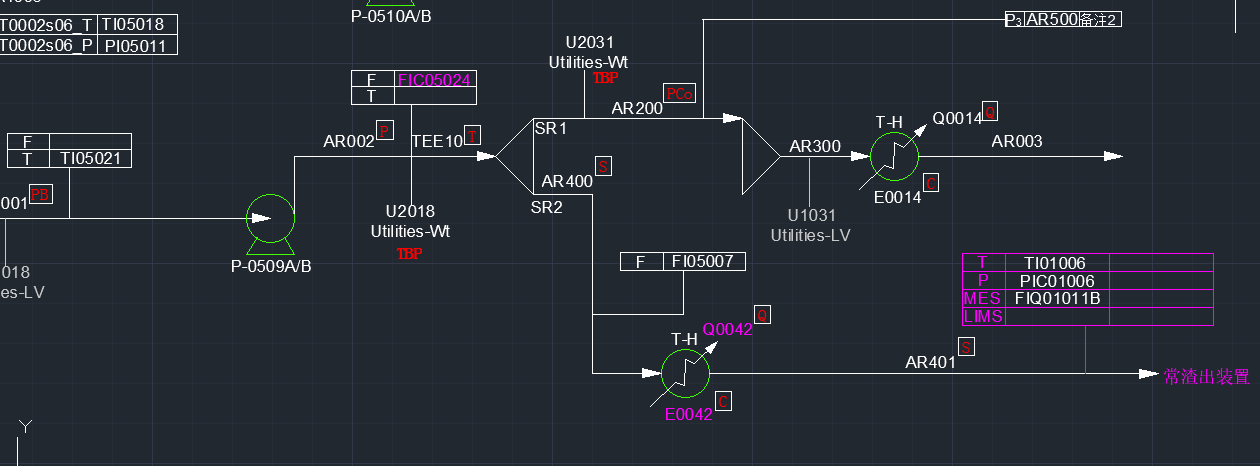 P-0510A/B
T0002s06_T TI05018
T0002s06_P PI05011
P3 AR500备注2
U2031
Utilities-Wt
TBP
F FIC05024
T
PCo
AR200
Q0014 Q
T-H
AR002 P
TEE10 T
SR1
AR300
AR003
F
T TI05021
S
AR400
C
E0014
001 PB
SR2
U2018
Utilities-Wt
TBP
U1031
Utilities-LV
P-0509A/B
018
es-LV
F FI05007
T TI01006
P PIC01006
MES FIQ01011B
LIMS
Q0042 Q
T-H
AR401 S
常渣出装置
E0042 C
Y